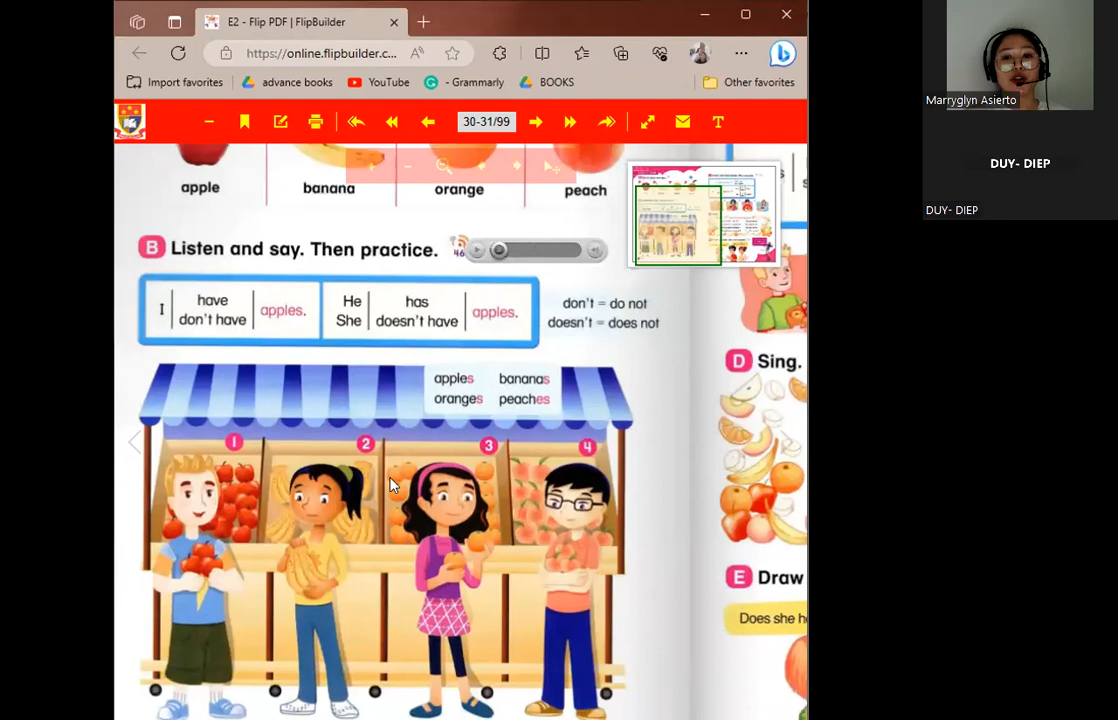 E2 - Flip PDF | FlipBuilder
https://online.flipbuilder.c...
Import favorites
advance books
YouTube
- Grammarly
BOOKS
Other favorites
30-31/99
apple
banana
orange
peach
B Listen and say. Then practice.
46
I
have
don't have
apples.
He
She
has
doesn't have
apples.
don't = do not
doesn't = does not
apples bananas
oranges peaches
1
2
3
4
D Sing.
E Draw
Does she h
Marryglyn Asierto
DUY- DIEP
DUY- DIEP